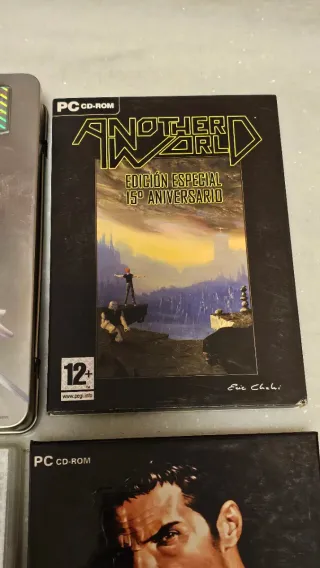 PC CD-ROM
ANOTHER
WORLD
EDICIÓN ESPECIAL
15º ANIVERSARIO
12+
www.pegi.info
Eric Chahi
PC CD-ROM